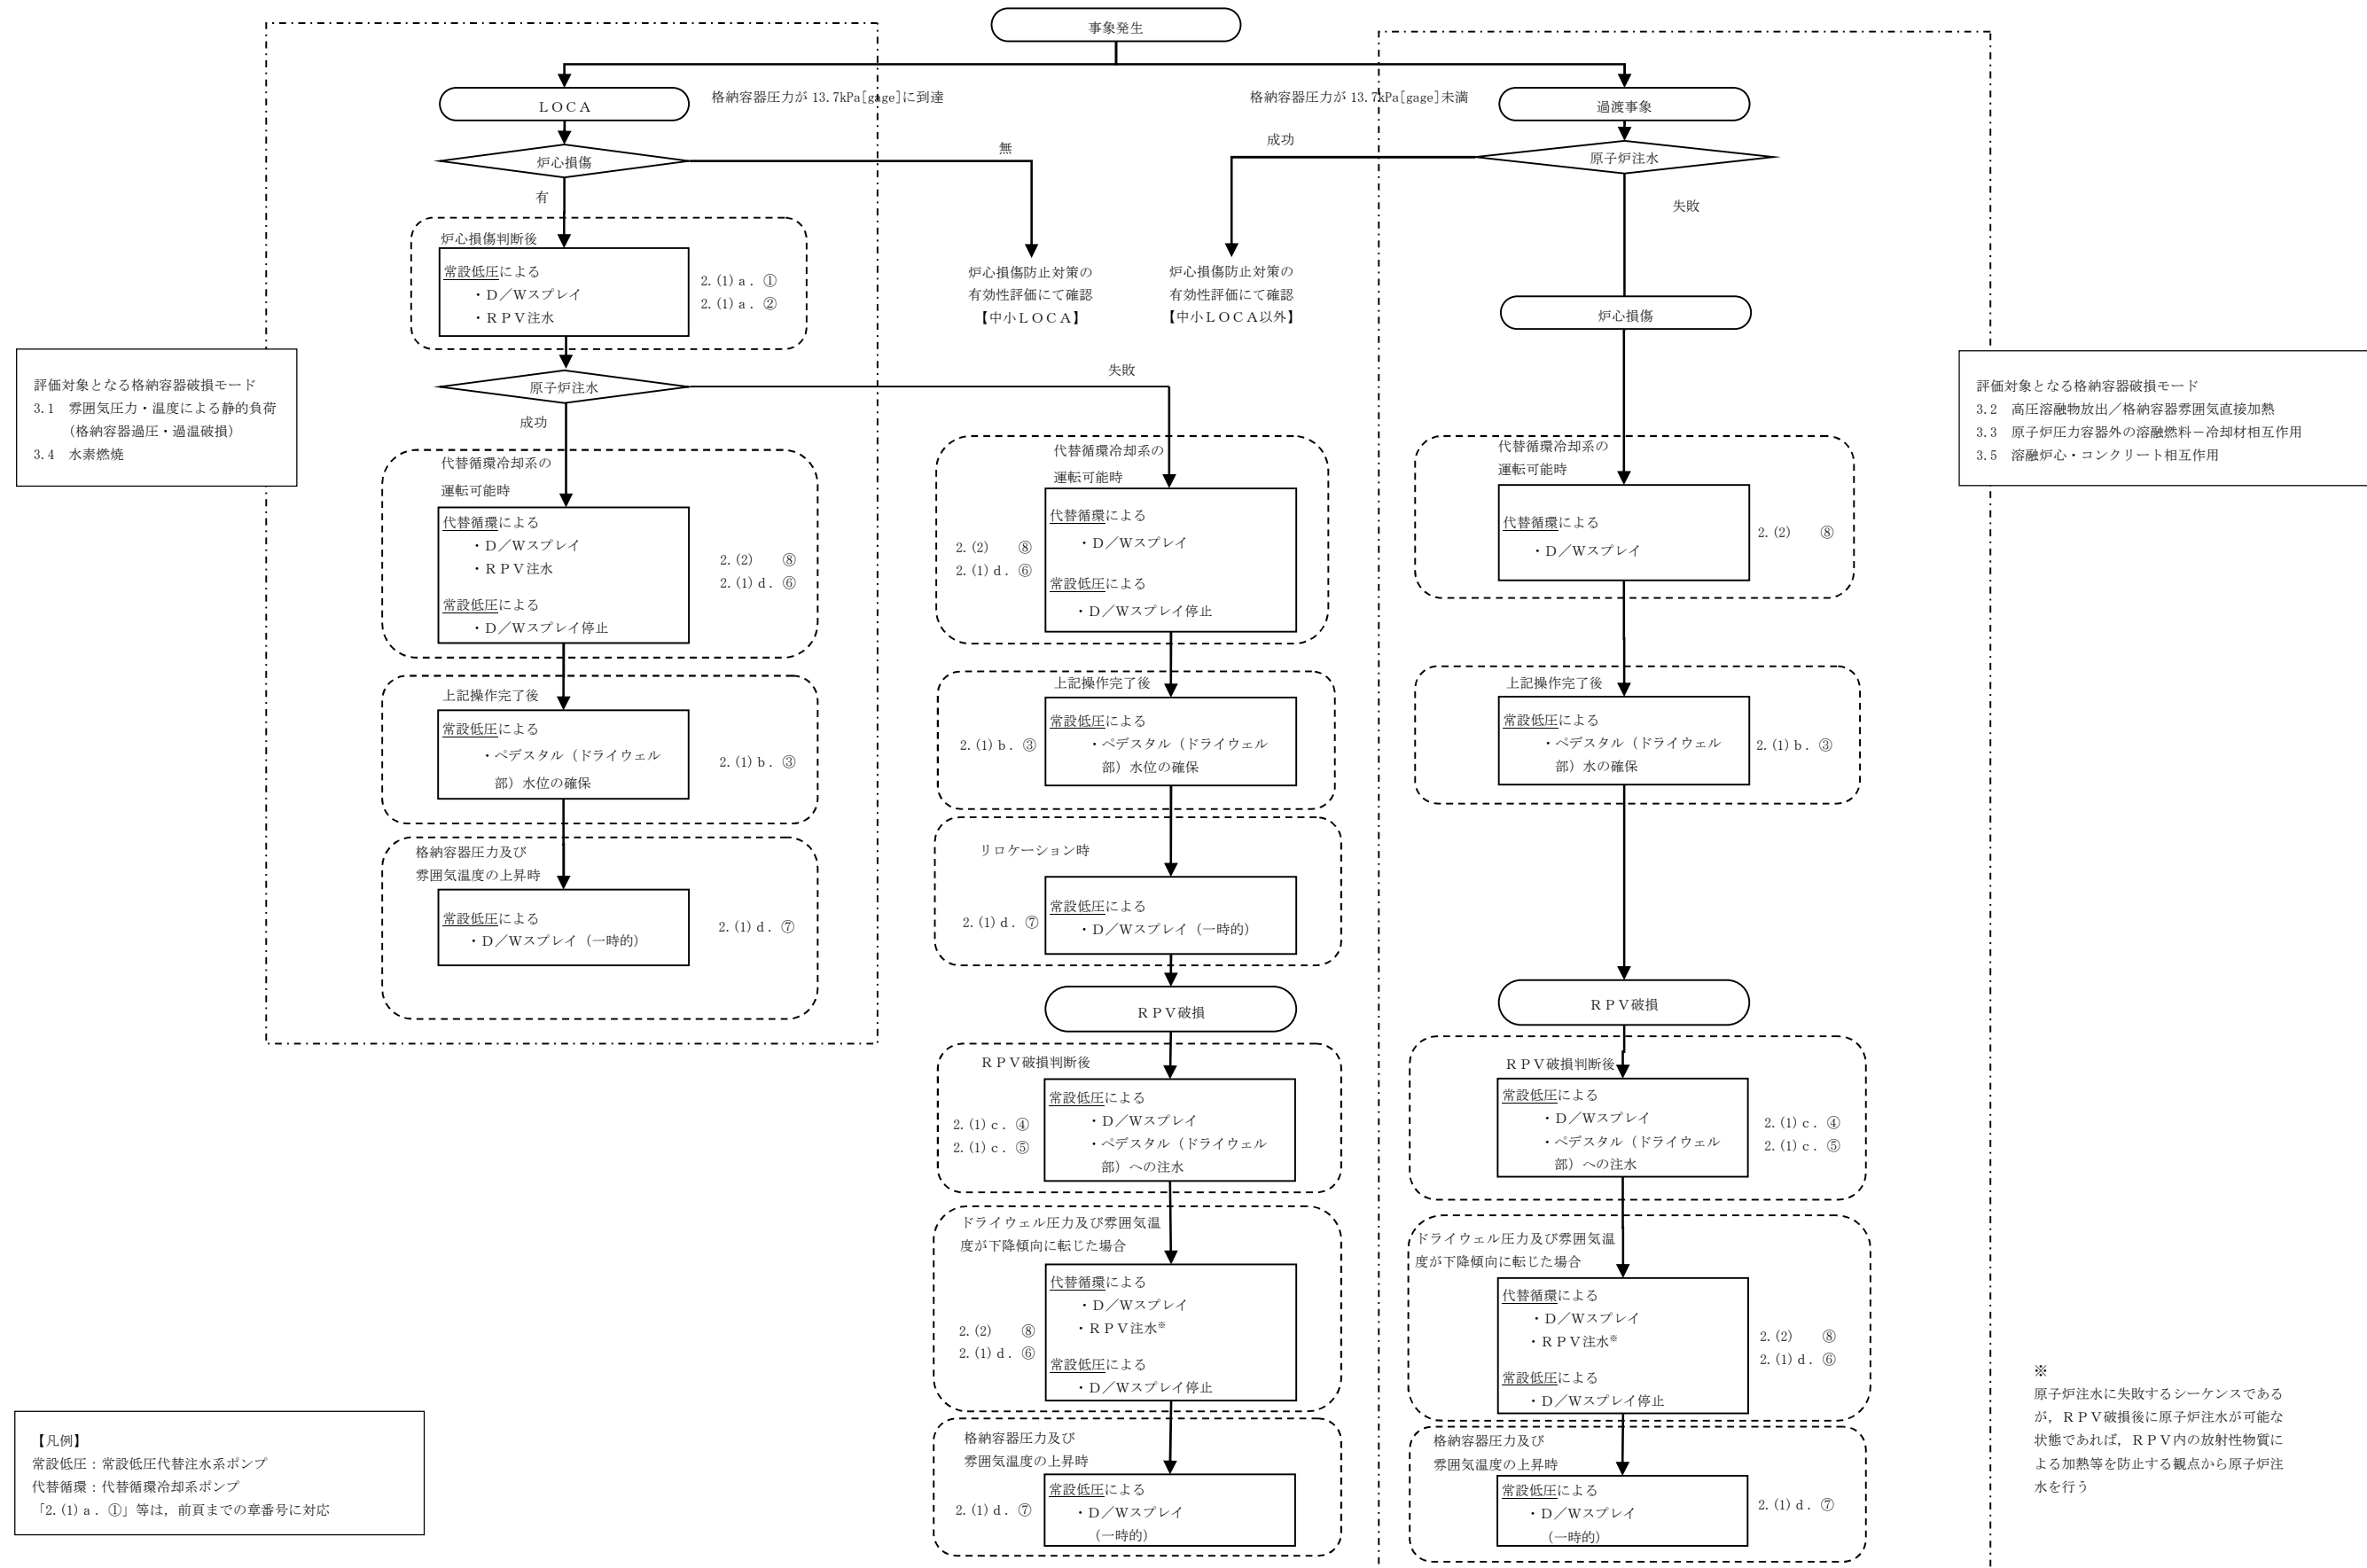 事象発生
LOCA
格納容器圧力が 13.7kPa[gage]に到達
格納容器圧力が 13.7kPa[gage]未満
過渡事象
炉心損傷
無
有
成功
原子炉注水
失敗
炉心損傷判断後
常設低圧による
・D／Wスプレイ
・RPV注水
2.(1)a. ①
2.(1)a. ②
炉心損傷防止対策の
有効性評価にて確認
【中小LOCA】
炉心損傷防止対策の
有効性評価にて確認
【中小LOCA以外】
炉心損傷
評価対象となる格納容器破損モード
3.1　雰囲気圧力・温度による静的負荷
（格納容器過圧・過温破損）
3.4　水素燃焼
評価対象となる格納容器破損モード
3.2　高圧溶融物放出／格納容器雰囲気直接加熱
3.3　原子炉圧力容器外の溶融燃料－冷却材相互作用
3.5　溶融炉心・コンクリート相互作用
原子炉注水
失敗
成功
代替循環冷却系の
運転可能時
代替循環による
・D／Wスプレイ
・RPV注水
常設低圧による
・D／Wスプレイ停止
2.(2)　　⑧
2.(1)d. ⑥
上記操作完了後
常設低圧による
・ペデスタル（ドライウェル
部）水位の確保
2.(1)b. ③
格納容器圧力及び
雰囲気温度の上昇時
常設低圧による
・D／Wスプレイ（一時的）
2.(1)d. ⑦
代替循環冷却系の
運転可能時
代替循環による
・D／Wスプレイ
常設低圧による
・D／Wスプレイ停止
2.(2)　　⑧
2.(1)d. ⑥
上記操作完了後
常設低圧による
・ペデスタル（ドライウェル
部）水位の確保
2.(1)b. ③
リロケーション時
常設低圧による
・D／Wスプレイ（一時的）
2.(1)d. ⑦
RPV破損
RPV破損判断後
常設低圧による
・D／Wスプレイ
・ペデスタル（ドライウェル
部）への注水
2.(1)c. ④
2.(1)c. ⑤
ドライウェル圧力及び雰囲気温
度が下降傾向に転じた場合
代替循環による
・D／Wスプレイ
・RPV注水※
常設低圧による
・D／Wスプレイ停止
2.(2)　　⑧
2.(1)d. ⑥
格納容器圧力及び
雰囲気温度の上昇時
常設低圧による
・D／Wスプレイ
（一時的）
2.(1)d. ⑦
代替循環冷却系の
運転可能時
代替循環による
・D／Wスプレイ
2.(2)　　⑧
上記操作完了後
常設低圧による
・ペデスタル（ドライウェル
部）水の確保
2.(1)b. ③
RPV破損
RPV破損判断後
常設低圧による
・D／Wスプレイ
・ペデスタル（ドライウェル
部）への注水
2.(1)c. ④
2.(1)c. ⑤
ドライウェル圧力及び雰囲気温
度が下降傾向に転じた場合
代替循環による
・D／Wスプレイ
・RPV注水※
常設低圧による
・D／Wスプレイ停止
2.(2)　　⑧
2.(1)d. ⑥
格納容器圧力及び
雰囲気温度の上昇時
常設低圧による
・D／Wスプレイ
（一時的）
2.(1)d. ⑦
【凡例】
常設低圧：常設低圧代替注水系ポンプ
代替循環：代替循環冷却系ポンプ
「2.(1)a. ①」等は，前頁までの章番号に対応
※
原子炉注水に失敗するシーケンスである
が，RPV破損後に原子炉注水が可能な
状態であれば，RPV内の放射性物質に
よる加熱等を防止する観点から原子炉注
水を行う